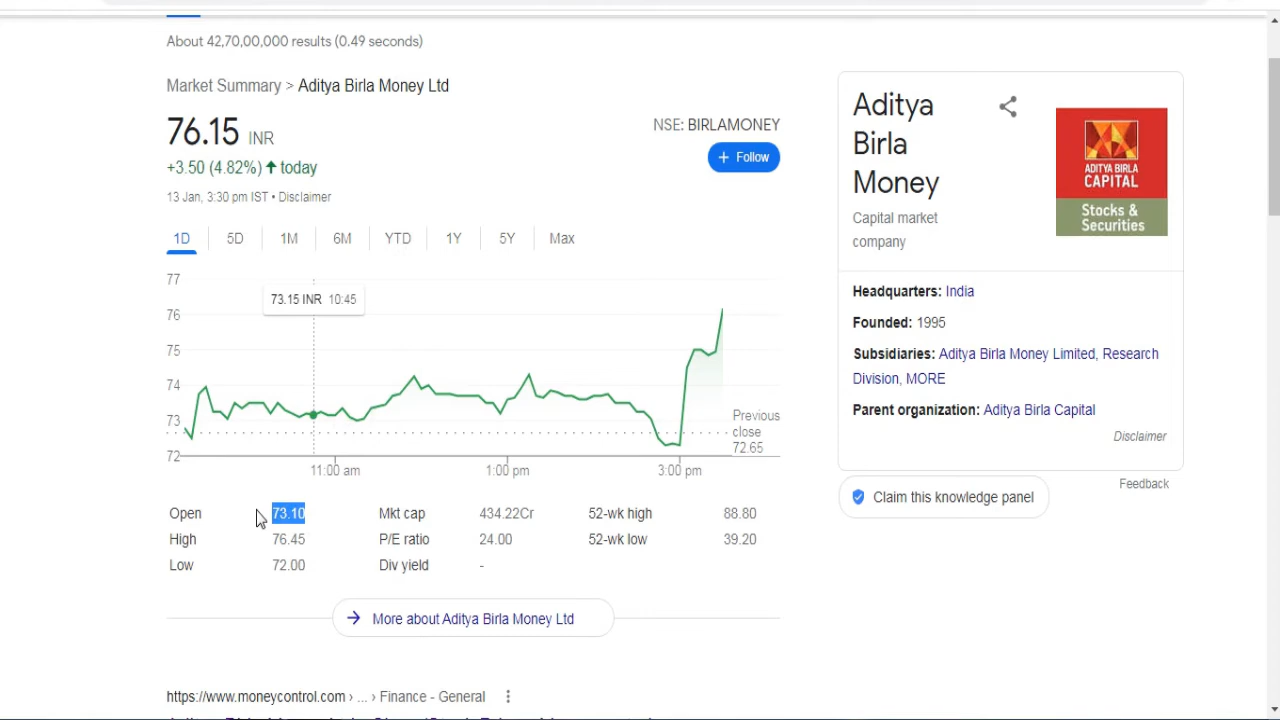 About 42,70,00,000 results (0.49 seconds)
Market Summary > Aditya Birla Money Ltd
76.15 INR
+3.50 (4.82%) ↑ today
13 Jan, 3:30 pm IST • Disclaimer
NSE: BIRLAMONEY
+ Follow
1D 5D 1M 6M YTD 1Y 5Y Max
77
76
75
74
73
72
73.15 INR 10:45
Previous
close
72.65
11:00 am 1:00 pm 3:00 pm
Open 73.10 Mkt cap 434.22Cr 52-wk high 88.80
High 76.45 P/E ratio 24.00 52-wk low 39.20
Low 72.00 Div yield -
More about Aditya Birla Money Ltd
https://www.moneycontrol.com › ... › Finance - General
Aditya
Birla
Money
Capital market
company
ADITYA BIRLA
CAPITAL
Stocks &
Securities
Headquarters: India
Founded: 1995
Subsidiaries: Aditya Birla Money Limited, Research
Division, MORE
Parent organization: Aditya Birla Capital
Disclaimer
Feedback
Claim this knowledge panel